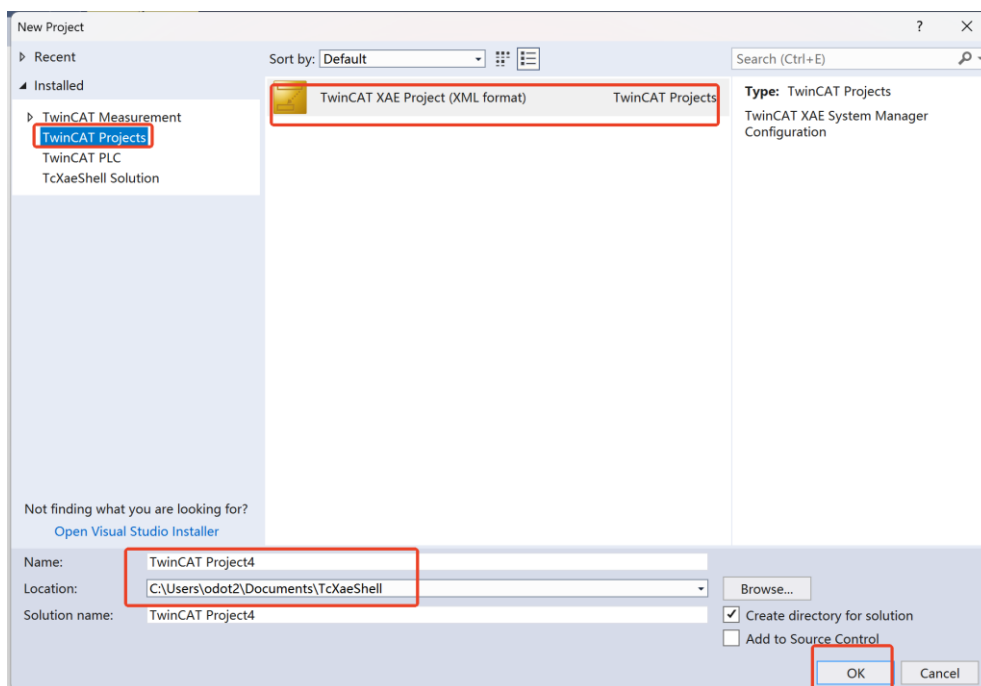 New Project
Recent
Sort by: Default
Search (Ctrl+E)
Installed
TwinCAT Measurement
TwinCAT Projects
TwinCAT PLC
TcXaeShell Solution
TwinCAT XAE Project (XML format) TwinCAT Projects
Type: TwinCAT Projects
TwinCAT XAE System Manager
Configuration
Not finding what you are looking for?
Open Visual Studio Installer
Name: TwinCAT Project4
Location: C:\Users\odot2\Documents\TcXaeShell
Browse...
Solution name: TwinCAT Project4
Create directory for solution
Add to Source Control
OK Cancel